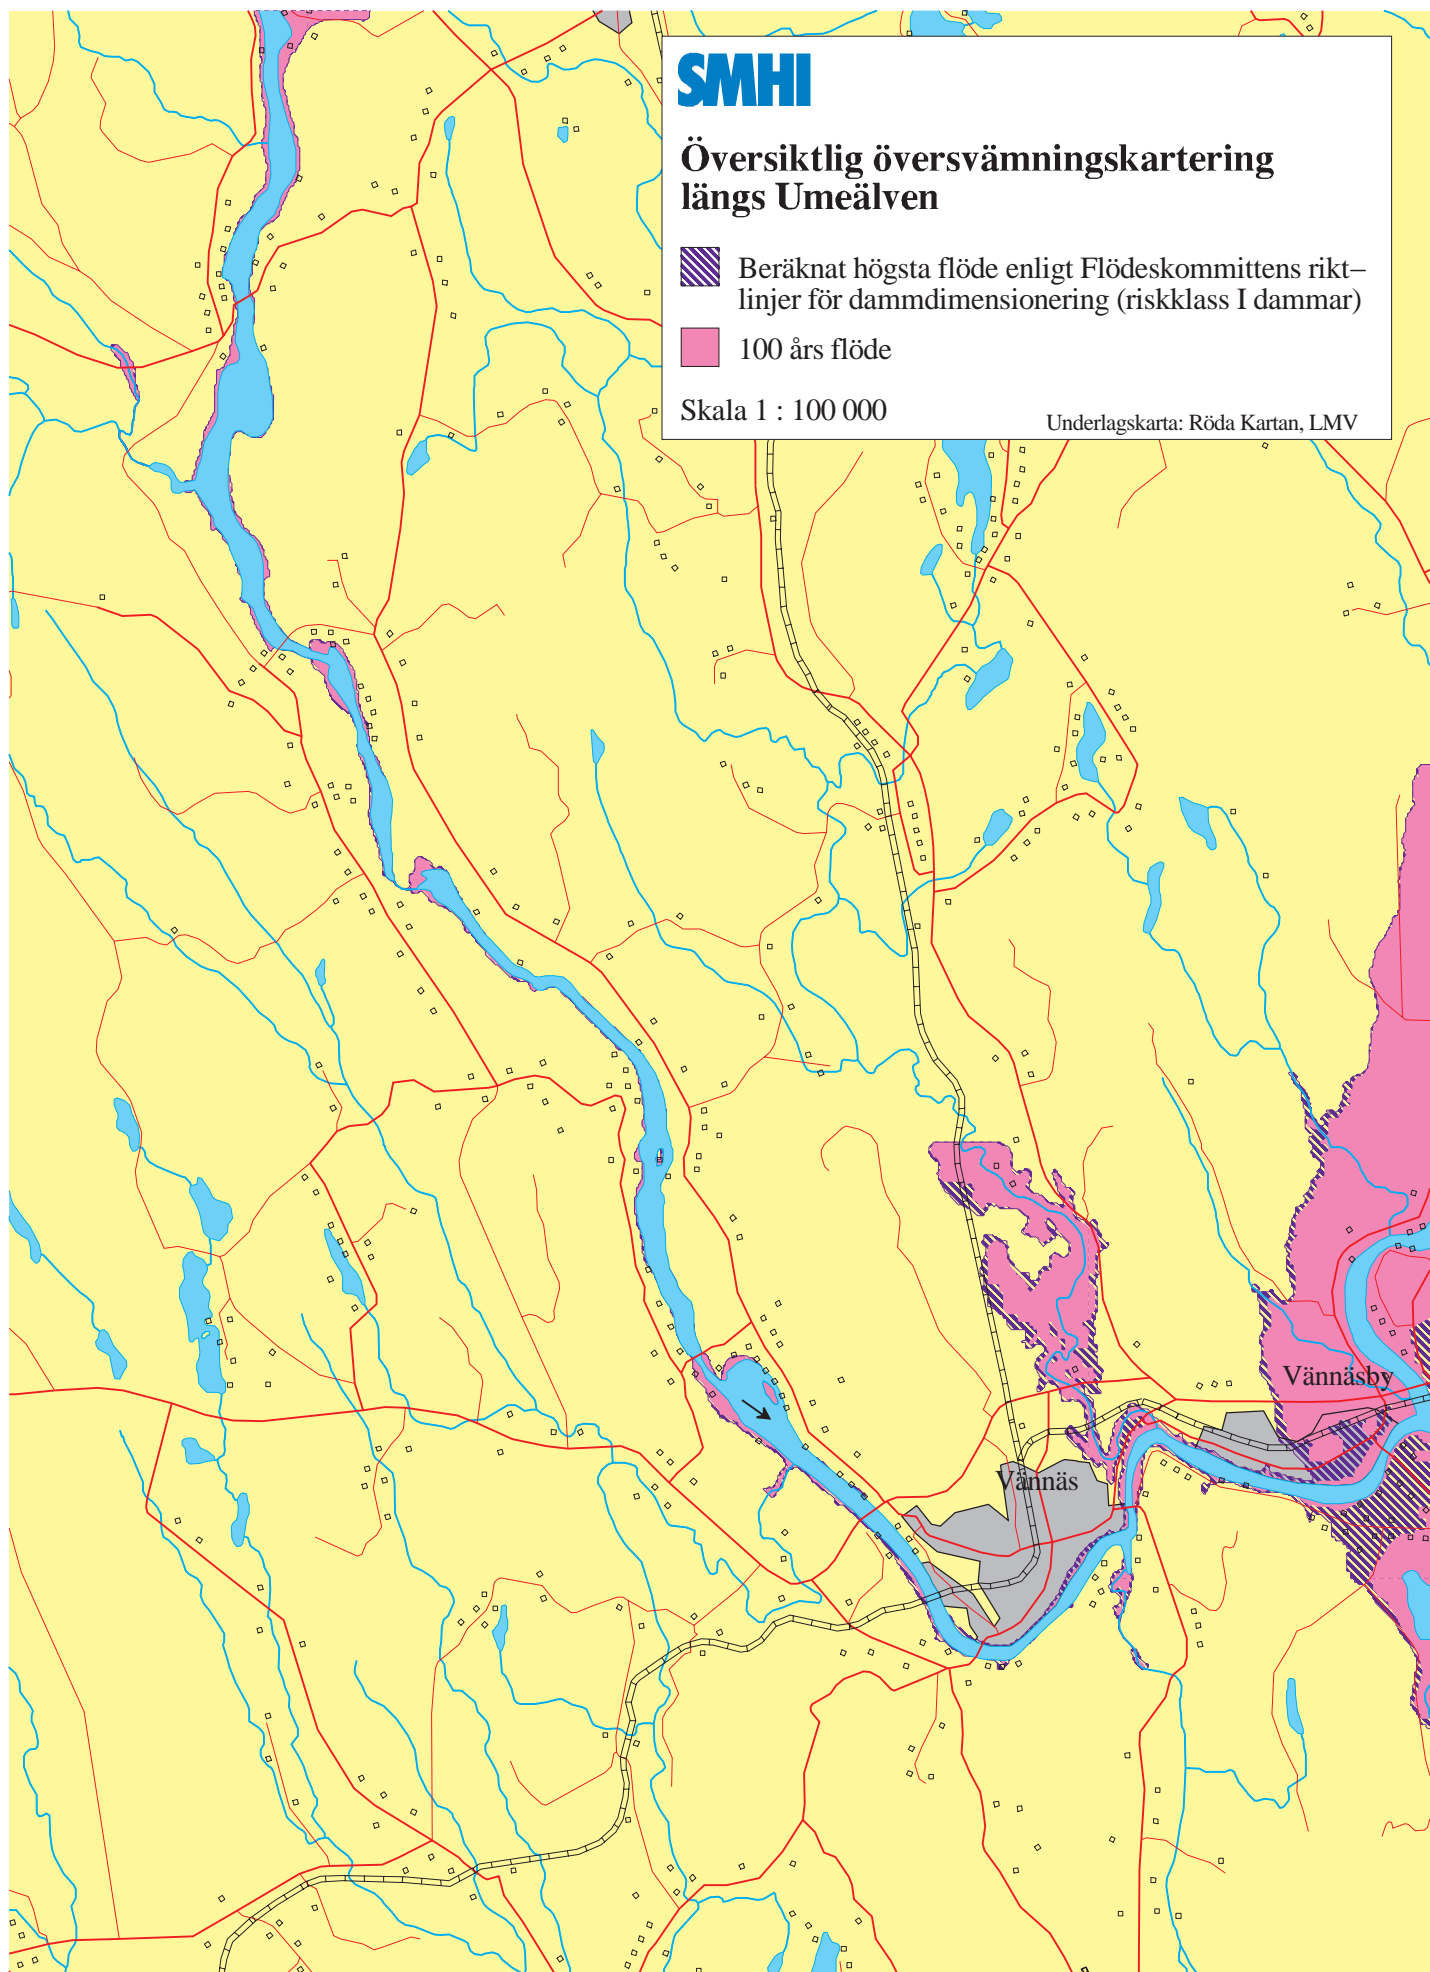 SMHI
Översiktlig översvämningskartering
längs Umeälven
Beräknat högsta flöde enligt Flödeskommittens rikt–
linjer för dammdimensionering (riskklass I dammar)
100 års flöde
Skala 1 : 100 000
Underlagskarta: Röda Kartan, LMV
Vännäsby
Vännäs